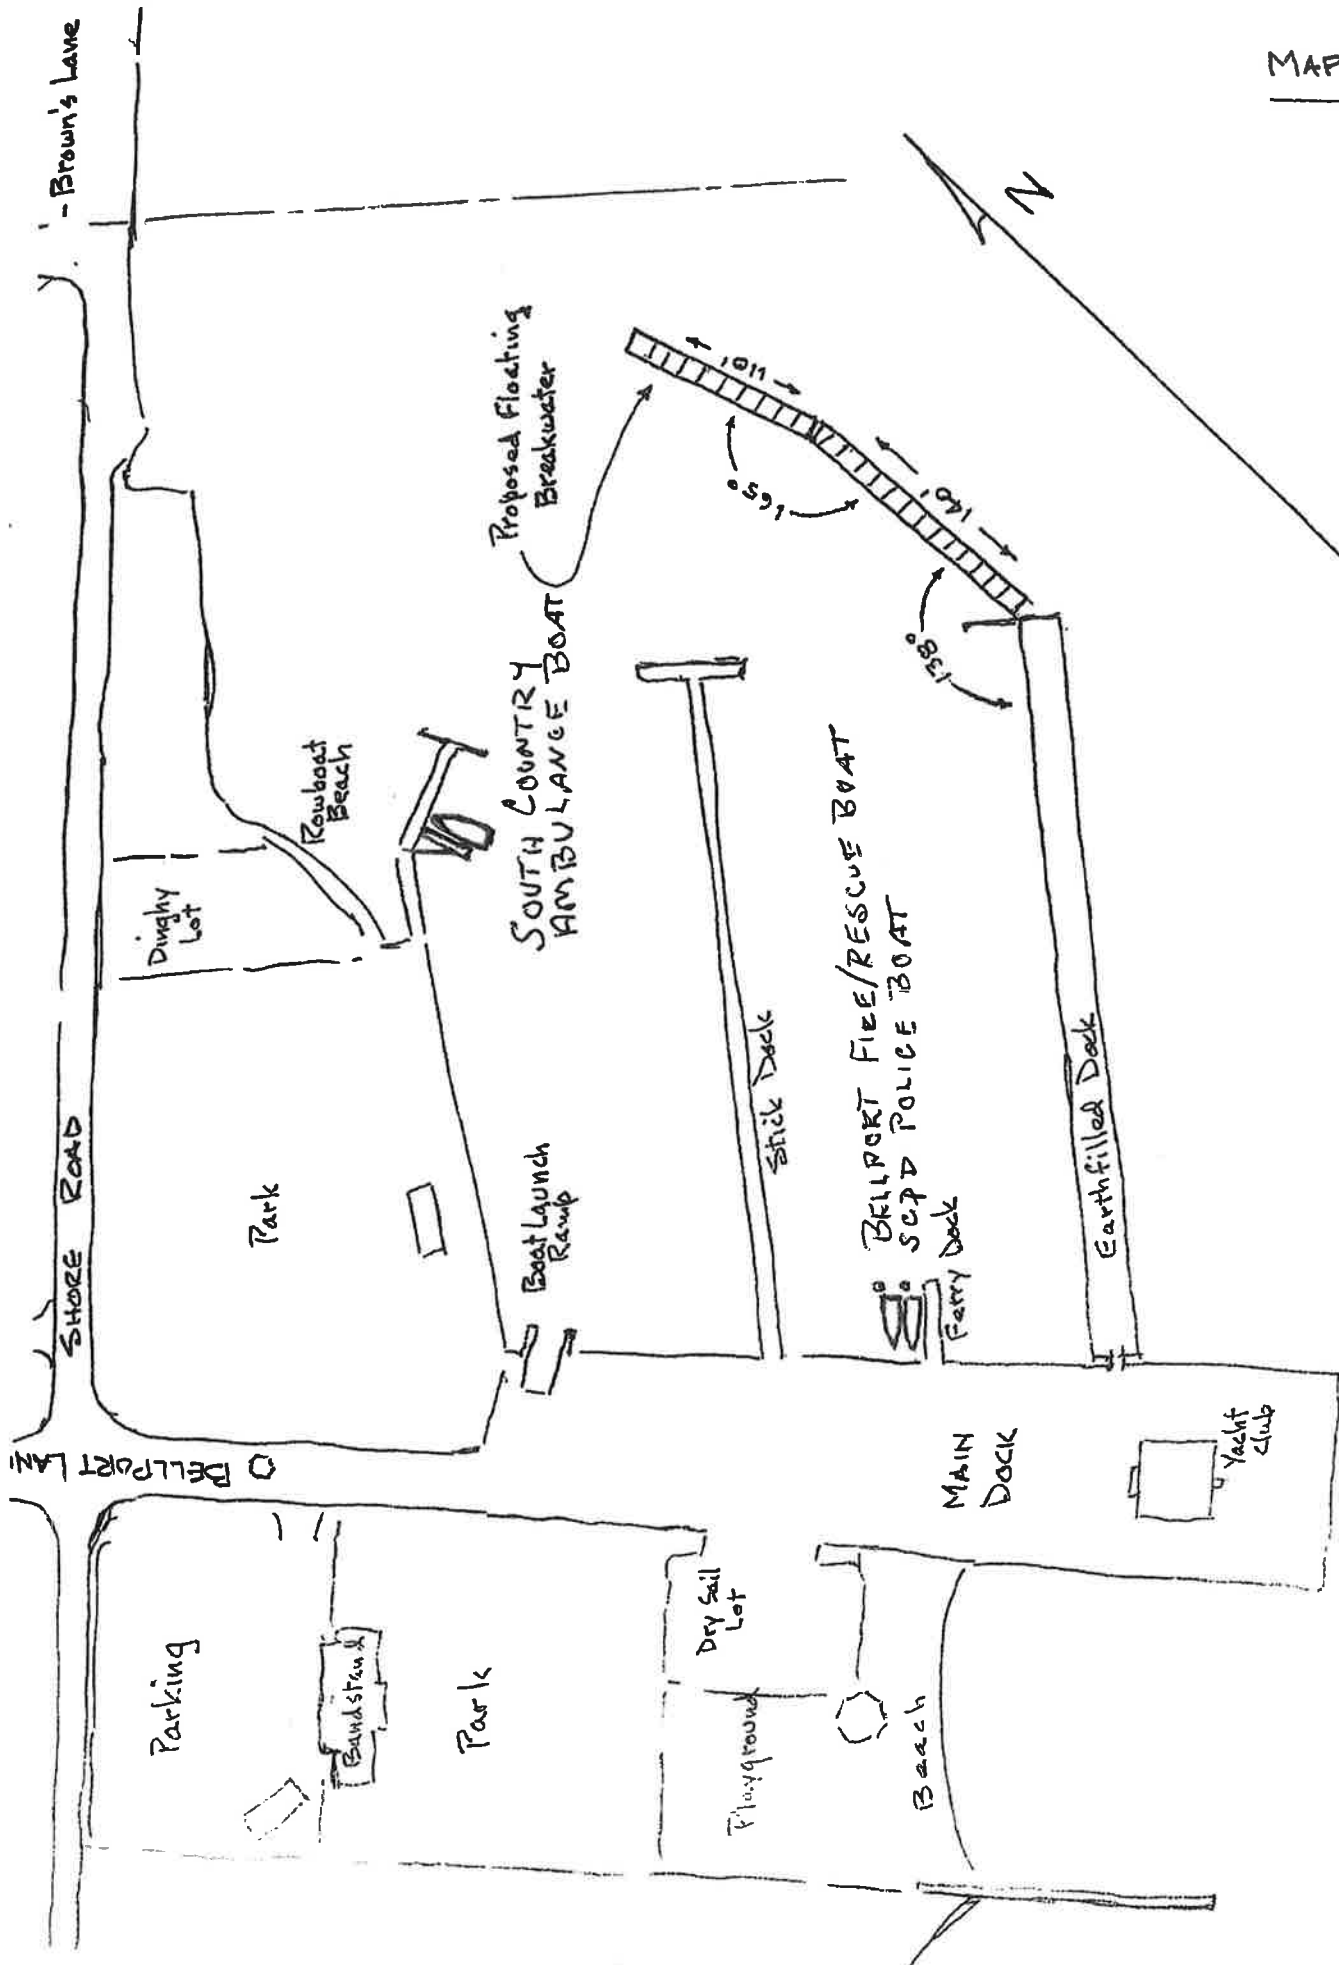 MAP
- Brown's Lane
SHORE ROAD
BELLPORT LANE
N
Proposed Floating
Breakwater
110'
165°
140'
138°
SOUTH COUNTRY
AMBULANCE BOAT
Rowboat
Beach
Dinghy
Lot
Park
Boat Launch
Ramp
Stick Dock
BELLPORT FIRE/RESCUE BOAT
SCPD POLICE BOAT
Ferry Dock
Earthfilled Dock
MAIN
DOCK
Yacht
Club
Parking
Bandstand
Park
Dry Sail
Lot
Playground
Beach